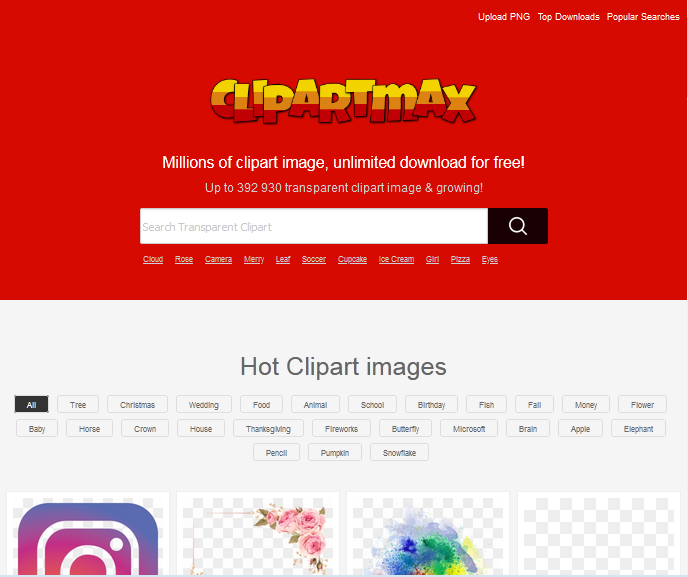 Upload PNG Top Downloads Popular Searches
CLIPARTMAX
Millions of clipart image, unlimited download for free!
Up to 392 930 transparent clipart image & growing!
Search Transparent Clipart
Cloud Rose Camera Merry Leaf Soccer Cupcake Ice Cream Girl Pizza Eyes
Hot Clipart images
All Tree Christmas Wedding Food Animal School Birthday Fish Fall Money Flower
Baby Horse Crown House Thanksgiving Fireworks Butterfly Microsoft Brain Apple Elephant
Pencil Pumpkin Snowflake